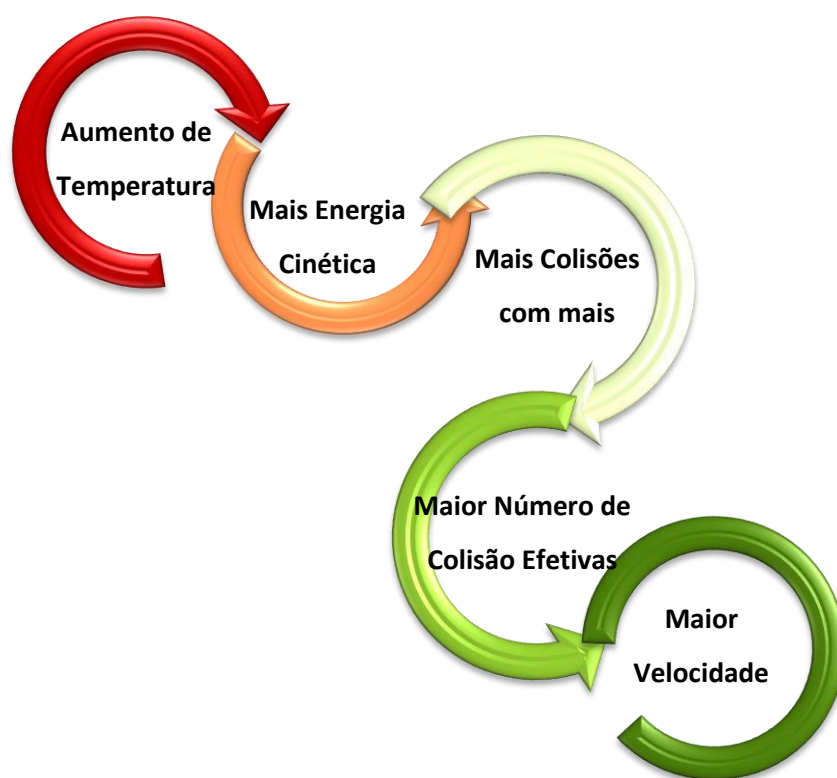 Aumento de
Temperatura
Mais Energia
Cinética
Mais Colisões
com mais
Maior Número de
Colisão Efetivas
Maior
Velocidade